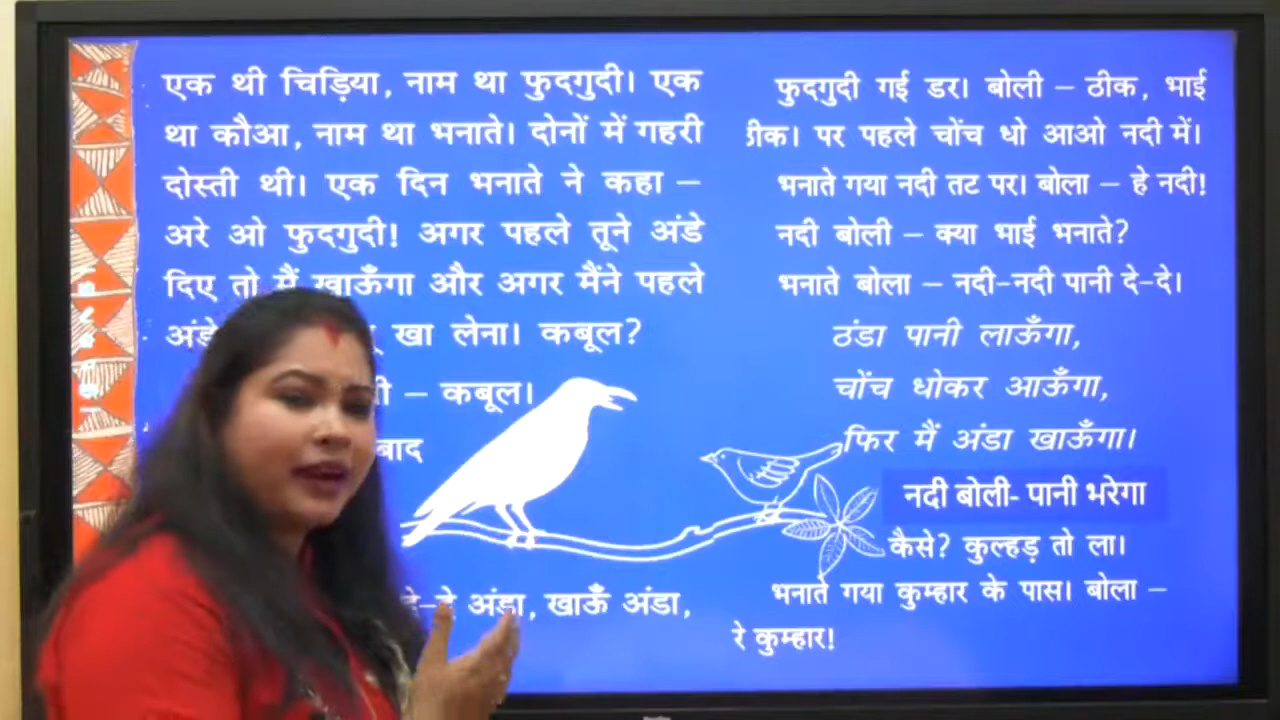 एक थी चिड़िया, नाम था फुदगुदी। एक
था कौआ, नाम था भनाते। दोनों में गहरी
दोस्ती थी। एक दिन भनाते ने कहा –
अरे ओ फुदगुदी! अगर पहले तूने अंडे
दिए तो मैं खाऊँगा और अगर मैंने पहले
खा लेना। कबूल?
– कबूल।
बाद
अंडा, खाऊँ अंडा,
फुदगुदी गई डर। बोली – ठीक, भाई
ठीक। पर पहले चोंच धो आओ नदी में।
भनाते गया नदी तट पर। बोला – हे नदी!
नदी बोली – क्या भाई भनाते?
भनाते बोला – नदी-नदी पानी दे-दे।
ठंडा पानी लाऊँगा,
चोंच धोकर आऊँगा,
फिर मैं अंडा खाऊँगा।
नदी बोली- पानी भरेगा
कैसे? कुल्हड़ तो ला।
भनाते गया कुम्हार के पास। बोला –
रे कुम्हार!